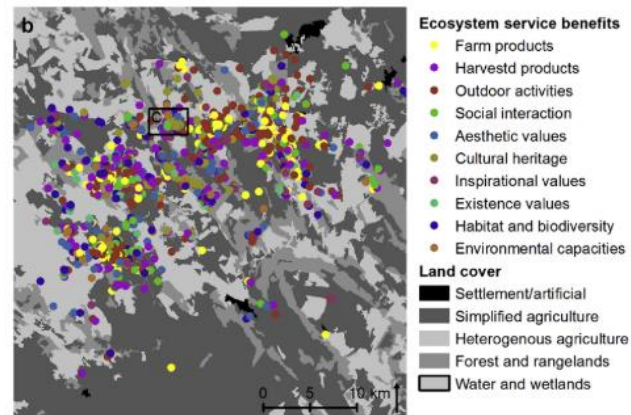 b
C
0 5 10 km
Ecosystem service benefits
Farm products
Harvestd products
Outdoor activities
Social interaction
Aesthetic values
Cultural heritage
Inspirational values
Existence values
Habitat and biodiversity
Environmental capacities
Land cover
Settlement/artificial
Simplified agriculture
Heterogenous agriculture
Forest and rangelands
Water and wetlands